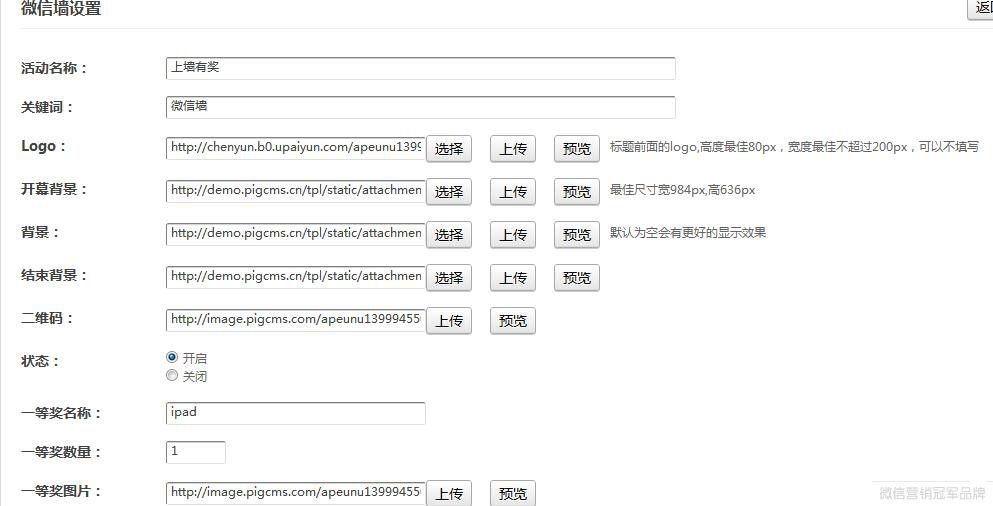 微信墙设置
活动名称： 上墙有奖
关键词： 微信墙
Logo： http://chenyun.b0.upaiyun.com/apeunu1399 选择 上传 预览 标题前面的logo,高度最佳80px，宽度最佳不超过200px，可以不填写
开幕背景： http://demo.pigcms.cn/tpl/static/attachmen 选择 上传 预览 最佳尺寸宽984px,高636px
背景： http://demo.pigcms.cn/tpl/static/attachmen 选择 上传 预览 默认为空会有更好的显示效果
结束背景： http://demo.pigcms.cn/tpl/static/attachmen 选择 上传 预览
二维码： http://image.pigcms.com/apeunu13999455 上传 预览
状态： 开启
关闭
一等奖名称： ipad
一等奖数量： 1
一等奖图片： http://image.pigcms.com/apeunu13999455 上传 预览
微信营销冠军品牌